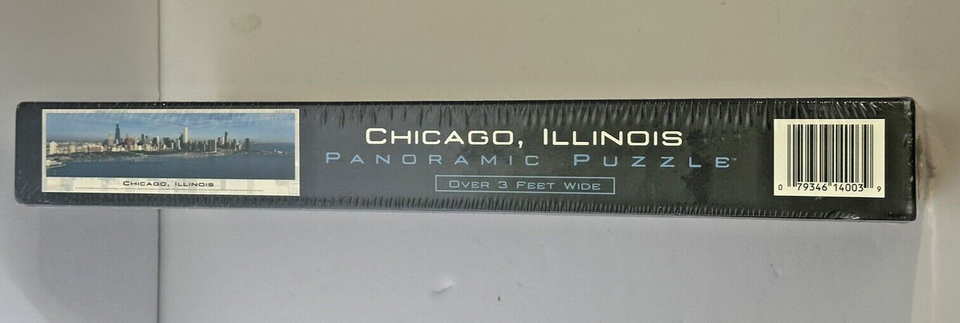 Chicago, Illinois
Chicago, Illinois
Panoramic Puzzle™
Over 3 Feet Wide
0 79346 14003 9